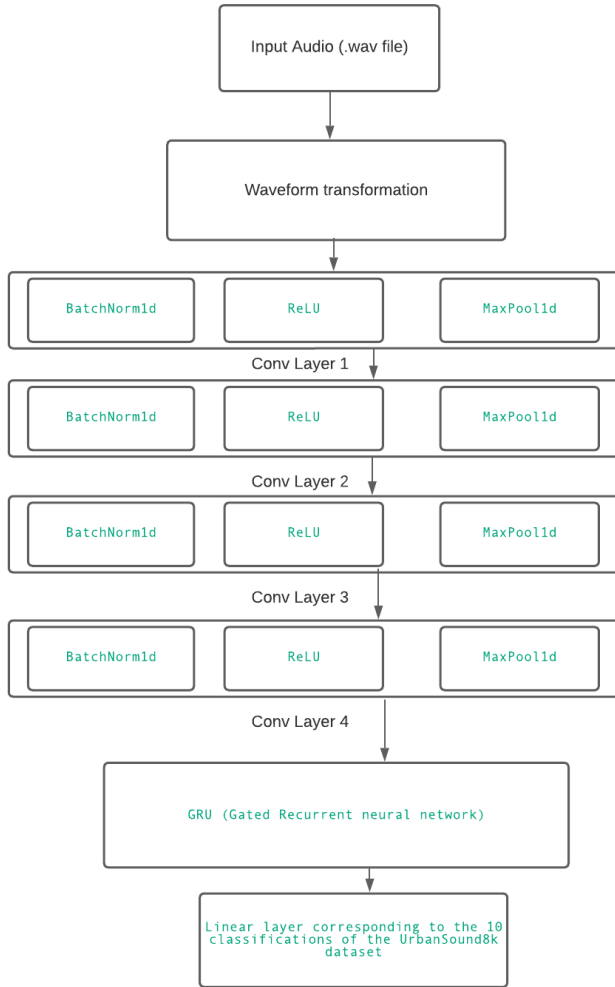 Input Audio (.wav file)
Waveform transformation
BatchNorm1d
ReLU
MaxPool1d
Conv Layer 1
BatchNorm1d
ReLU
MaxPool1d
Conv Layer 2
BatchNorm1d
ReLU
MaxPool1d
Conv Layer 3
BatchNorm1d
ReLU
MaxPool1d
Conv Layer 4
GRU (Gated Recurrent neural network)
Linear layer corresponding to the 10
classifications of the UrbanSound8k
dataset